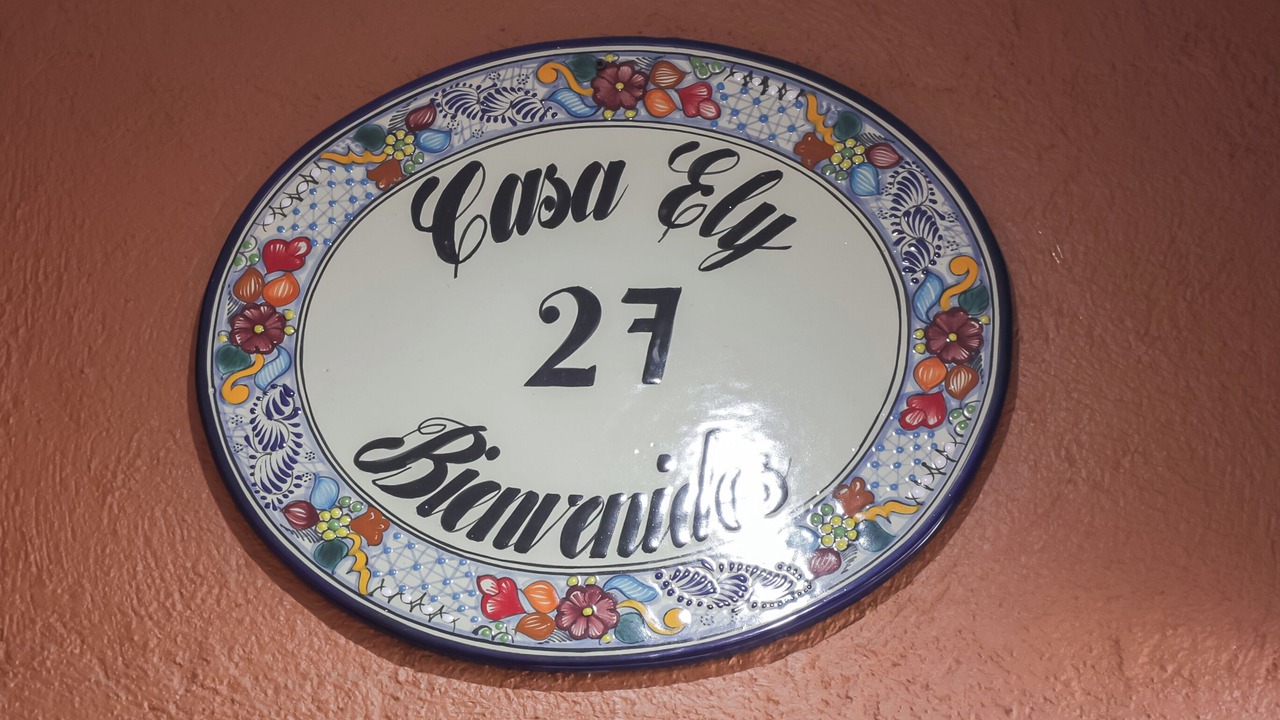 Casa Ely
27
Bienvenidos